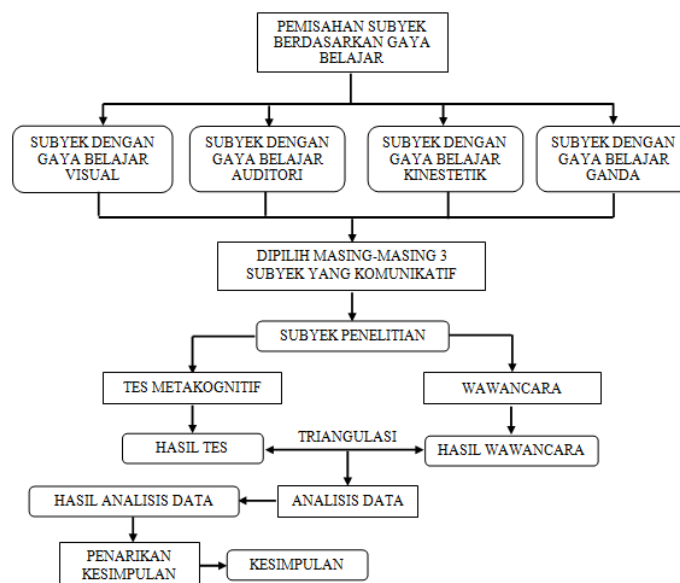 PEMISAHAN SUBYEK
BERDASARKAN GAYA
BELAJAR
SUBYEK DENGAN
GAYA BELAJAR
VISUAL
SUBYEK DENGAN
GAYA BELAJAR
AUDITORI
SUBYEK DENGAN
GAYA BELAJAR
KINESTETIK
SUBYEK DENGAN
GAYA BELAJAR
GANDA
DIPILIH MASING-MASING 3
SUBYEK YANG KOMUNIKATIF
SUBYEK PENELITIAN
TES METAKOGNITIF
WAWANCARA
HASIL TES
TRIANGULASI
HASIL WAWANCARA
HASIL ANALISIS DATA
ANALISIS DATA
PENARIKAN
KESIMPULAN
KESIMPULAN